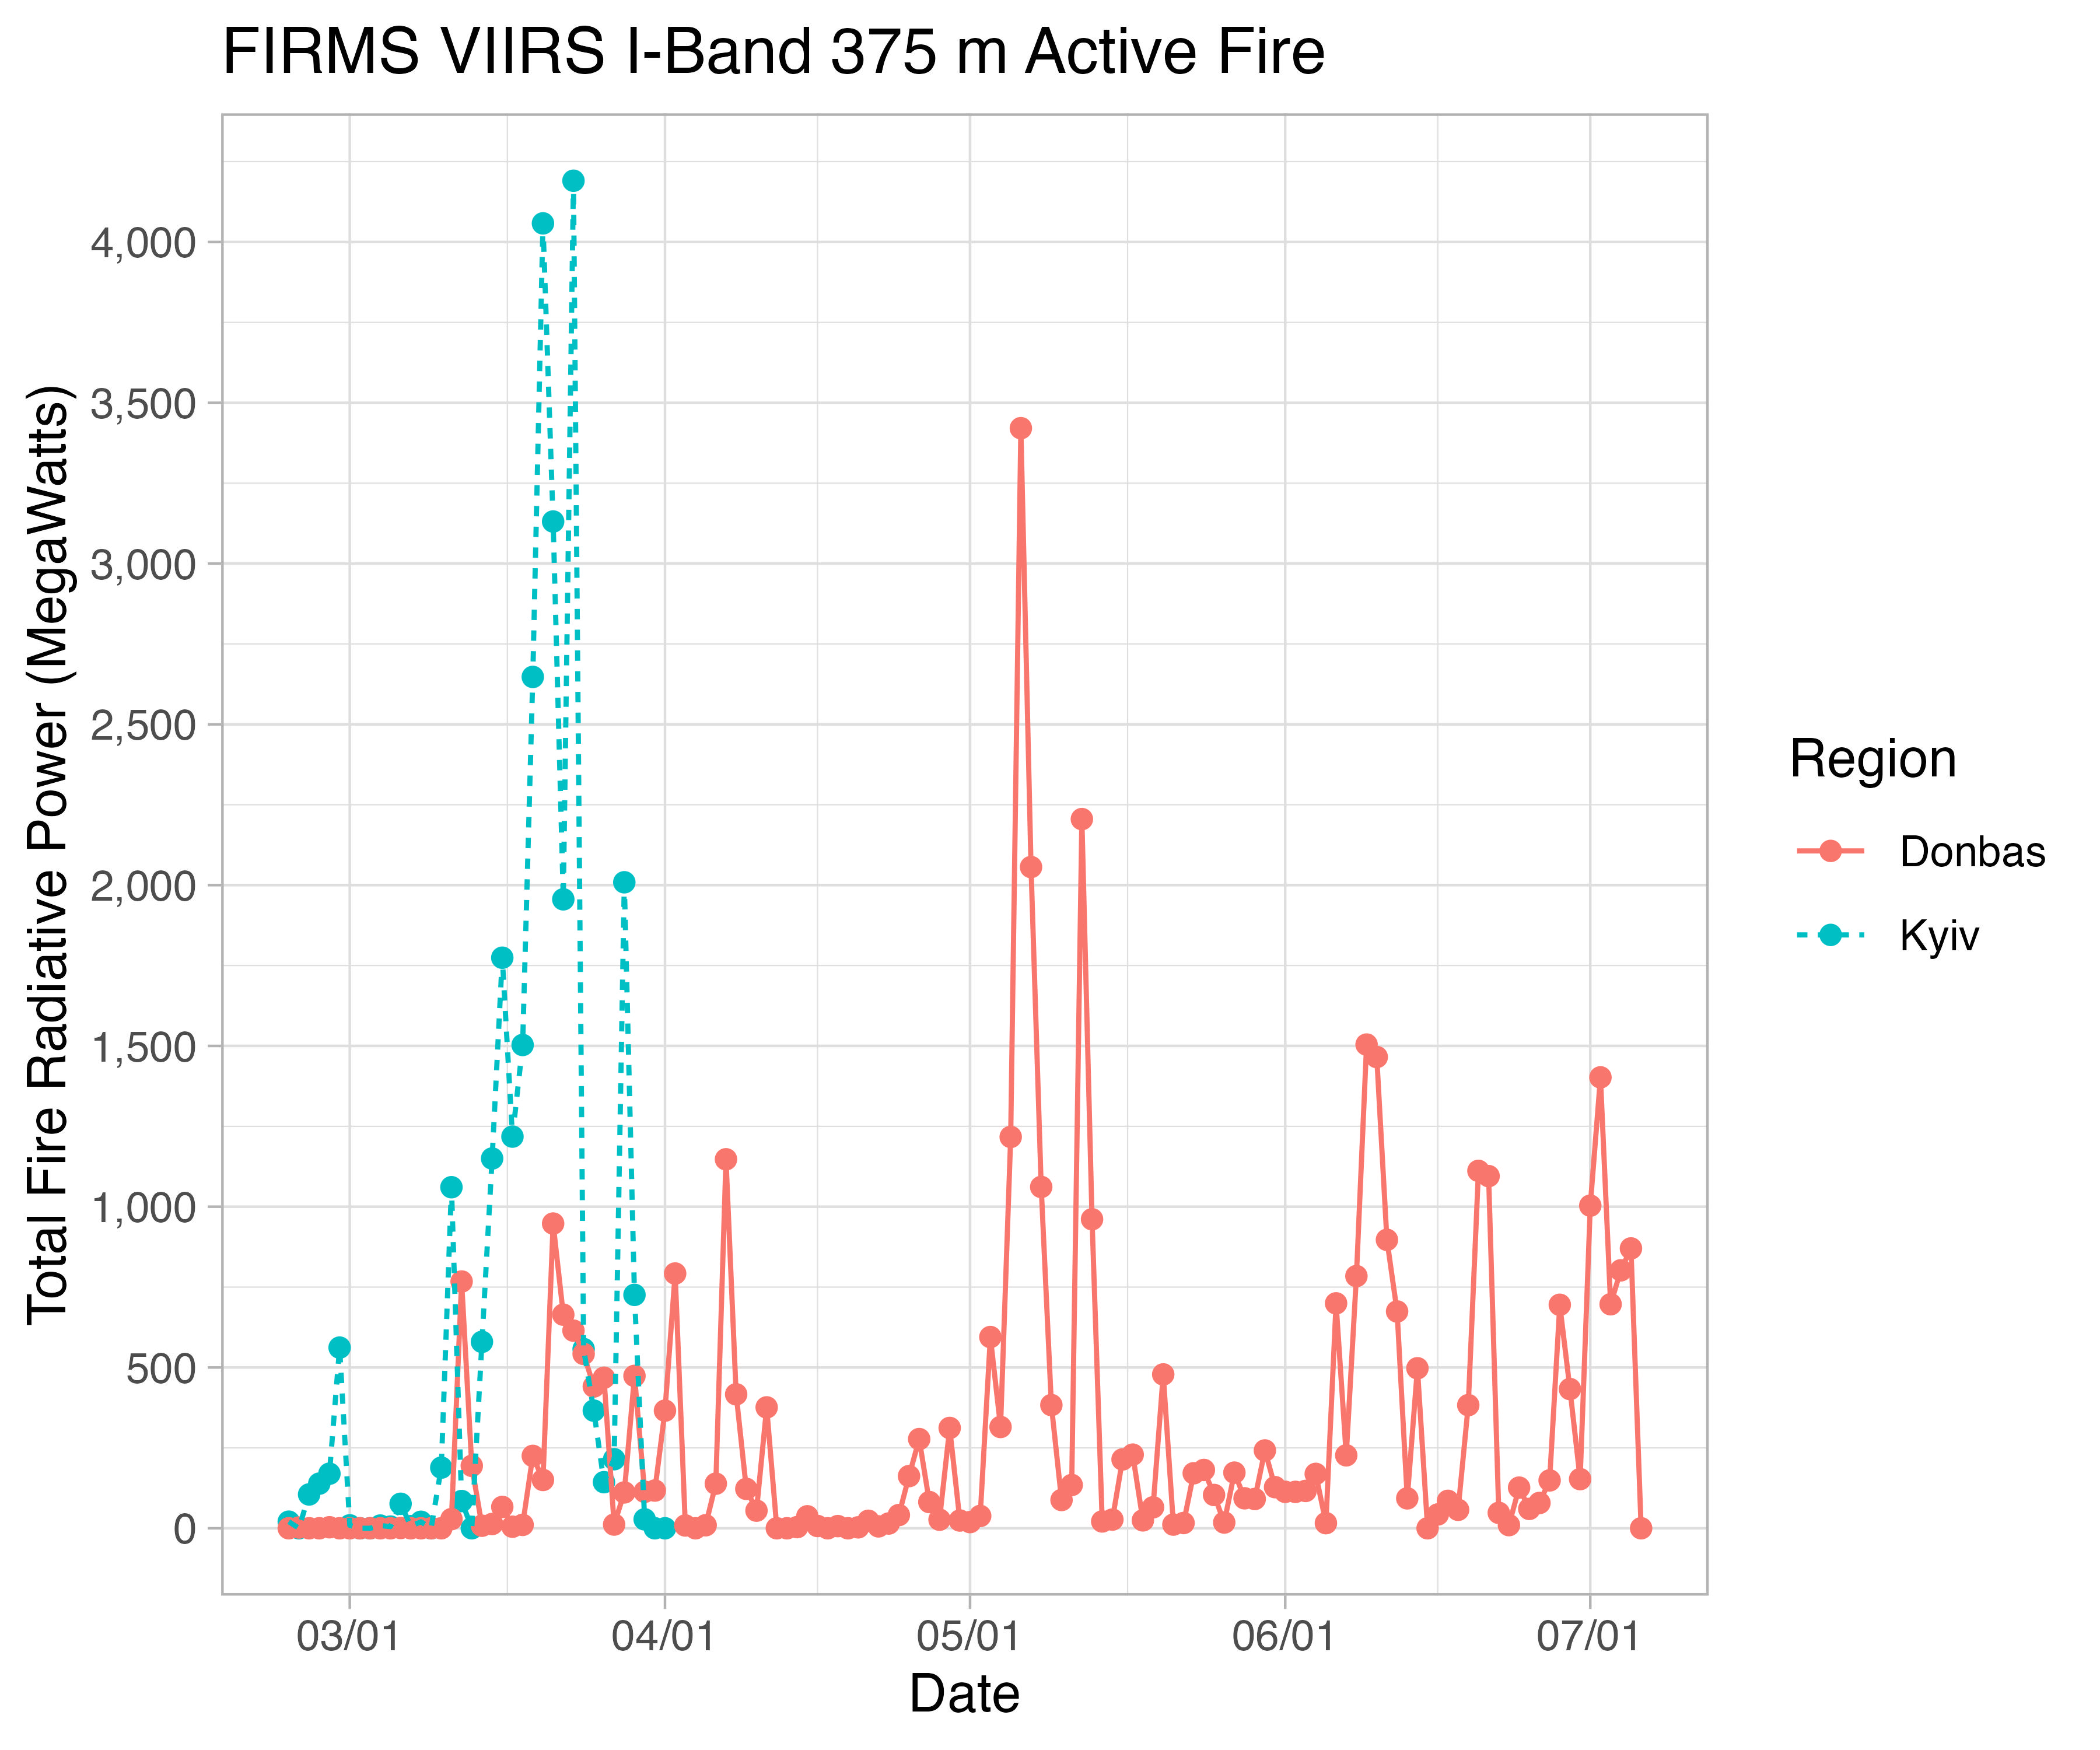 FIRMS VIIRS I-Band 375 m Active Fire
Total Fire Radiative Power (MegaWatts)
4,000
3,500
3,000
2,500
2,000
1,500
1,000
500
0
03/01
04/01
05/01
06/01
07/01
Date
Region
Donbas
Kyiv